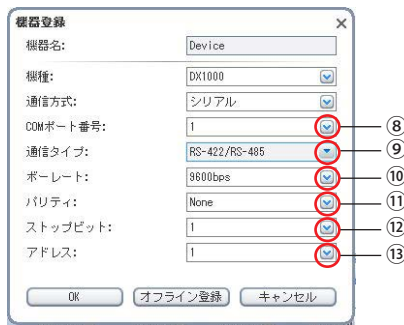 機器登録
機器名: Device
機種: DX1000
通信方式: シリアル
COMポート番号: 1 ⑧
通信タイプ: RS-422/RS-485 ⑨
ボーレート: 9600bps ⑩
パリティ: None ⑪
ストップビット: 1 ⑫
アドレス: 1 ⑬
OK オフライン登録 キャンセル